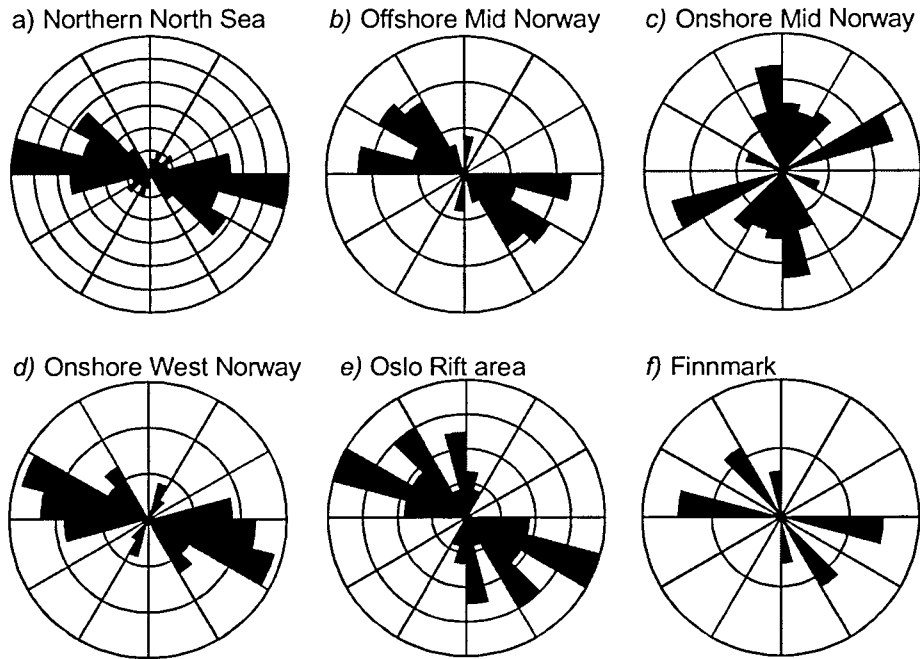 a) Northern North Sea
b) Offshore Mid Norway
c) Onshore Mid Norway
d) Onshore West Norway
e) Oslo Rift area
f) Finnmark